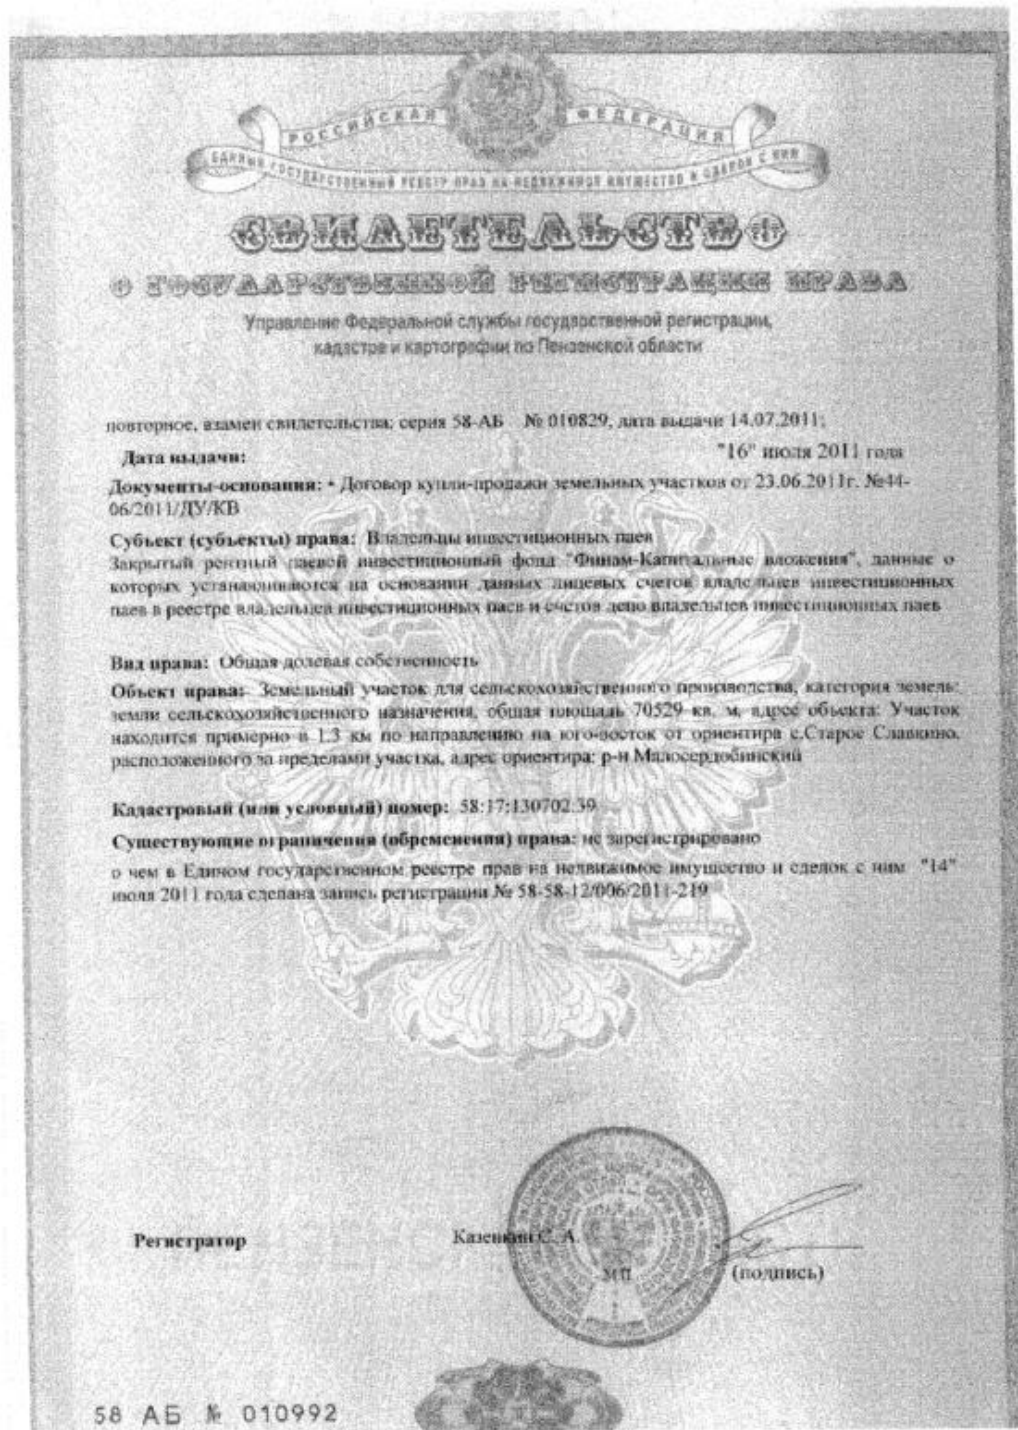 РОССИЙСКАЯ ФЕДЕРАЦИЯ
ЕДИНЫЙ ГОСУДАРСТВЕННЫЙ РЕЕСТР ПРАВ НА НЕДВИЖИМОЕ ИМУЩЕСТВО И СДЕЛОК С НИМ
СВИДЕТЕЛЬСТВО
О ГОСУДАРСТВЕННОЙ РЕГИСТРАЦИИ ПРАВА
Управление Федеральной службы государственной регистрации,
кадастра и картографии по Пензенской области
повторное, взамен свидетельства: серия 58-АБ № 010829, дата выдачи 14.07.2011;
Дата выдачи: "16" июля 2011 года
Документы-основания: • Договор купли-продажи земельных участков от 23.06.2011г. №44-
06/2011/ДУ/КВ
Субъект (субъекты) права: Владельцы инвестиционных паев
Закрытый рентный паевой инвестиционный фонд "Финам-Капитальные вложения", данные о
которых устанавливаются на основании данных лицевых счетов владельцев инвестиционных
паев в реестре владельцев инвестиционных паев и счетов депо владельцев инвестиционных паев
Вид права: Общая долевая собственность
Объект права: Земельный участок для сельскохозяйственного производства, категория земель:
земли сельскохозяйственного назначения, общая площадь 70529 кв. м, адрес объекта: Участок
находится примерно в 1.3 км по направлению на юго-восток от ориентира с.Старое Славкино,
расположенного за пределами участка, адрес ориентира: р-н Малосердобинский
Кадастровый (или условный) номер: 58:17:130702:39
Существующие ограничения (обременения) права: не зарегистрировано
о чем в Едином государственном реестре прав на недвижимое имущество и сделок с ним "14"
июля 2011 года сделана запись регистрации № 58-58-12/006/2011-219
Регистратор Казенкин С. А.
МП
(подпись)
58 АБ № 010992